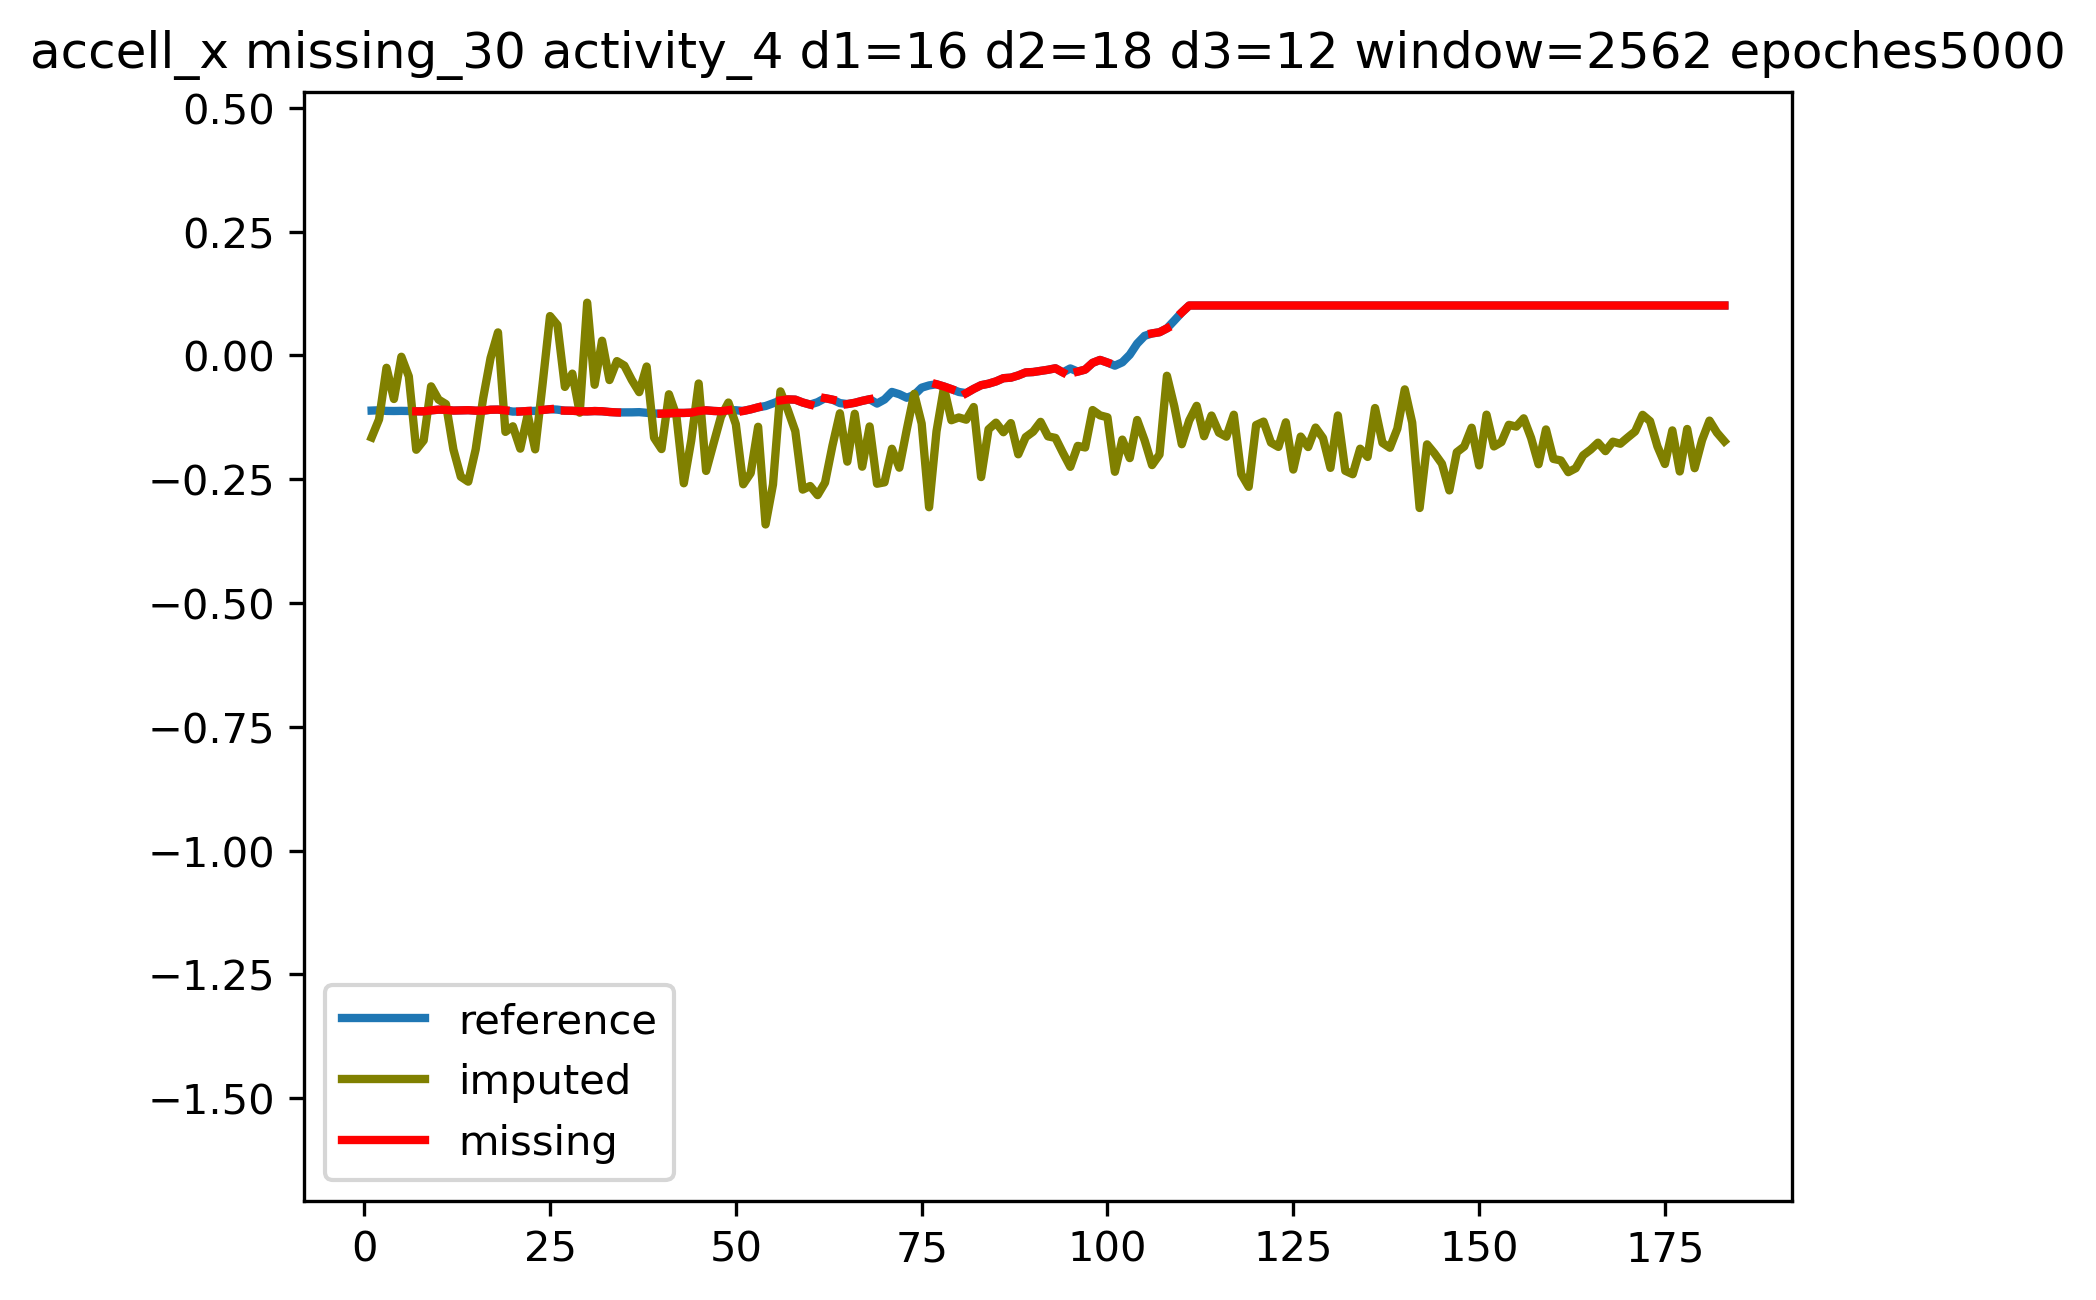 accell_x missing_30 activity_4 d1=16 d2=18 d3=12 window=2562 epoches5000
0.50
0.25
0.00
−0.25
−0.50
−0.75
−1.00
−1.25
−1.50
reference
imputed
missing
0 25 50 75 100 125 150 175